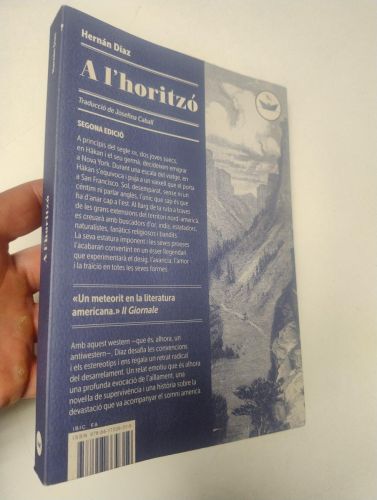 Hernán Díaz
A l'horitzó
Traducció de Josefina Caball
SEGONA EDICIÓ
A principis del segle XIX, dos joves suecs,
en Håkan i el seu germà, decideixen emigrar
a Nova York. Durant una escala del viatge, en
Håkan s'equivoca i puja a un vaixell que el porta
a San Francisco. Sol, desemparat, sense ni un
cèntim ni parlar anglès, l'únic que sap és que
ha d'anar cap a l'est. Al llarg de la ruta a través
de les grans extensions del territori nord-americà,
es creuarà amb buscadors d'or, indis, estafadors,
naturalistes, fanàtics religiosos i bandits.
La seva estatura imponent i les seves proeses
l'acabaran convertint en un ésser llegendari
que experimentarà el desig, l'avarícia, l'amor
i la traïció en totes les seves formes.
«Un meteorit en la literatura
americana.» Il Giornale
Amb aquest western —que és, alhora, un
antiwestern—, Díaz desafia les convencions
i els estereotips i ens regala un retrat radical
del desarrelament. Un relat emotiu que és alhora
una profunda evocació de l'aïllament, una
novel·la de supervivència i una història sobre la
devastació que va acompanyar el somni americà.
IBIC FA
Hernán Díaz
A l'horitzó